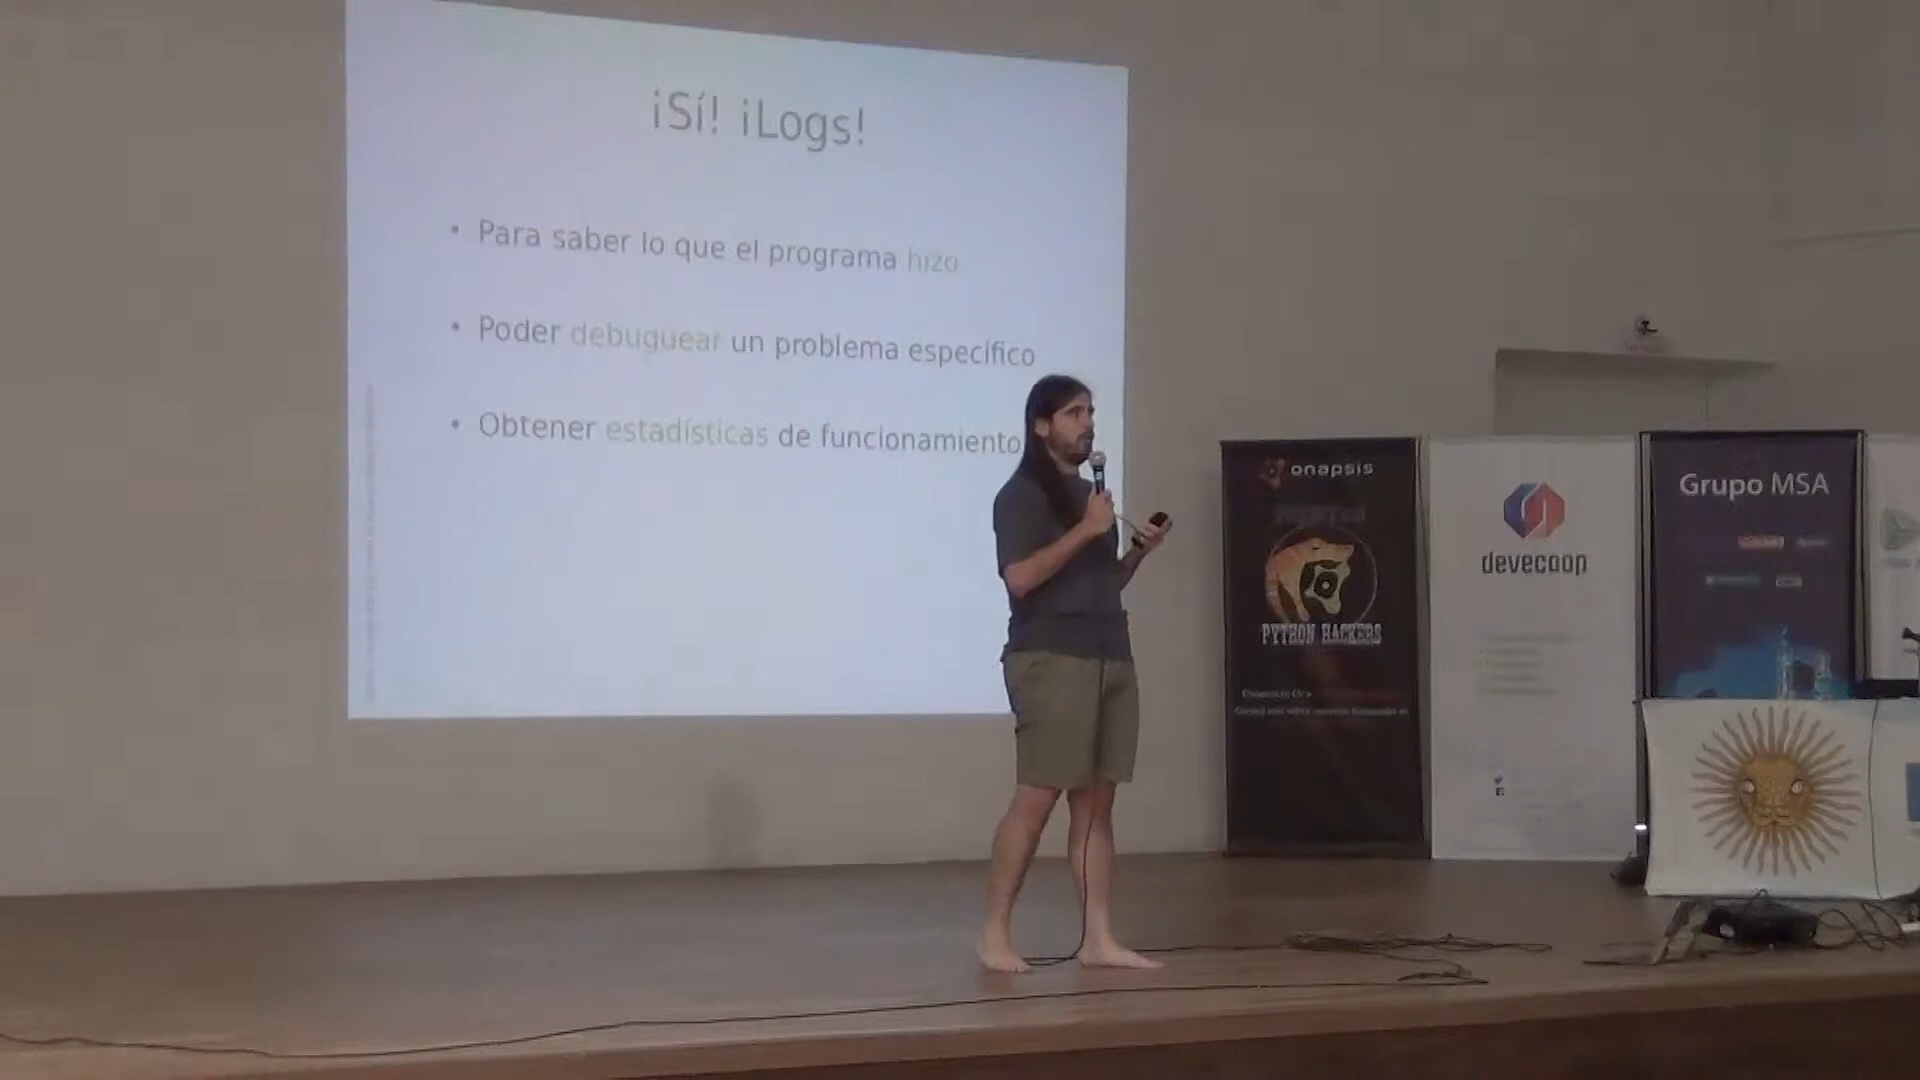 ¡Sí! ¡Logs!
• Para saber lo que el programa hizo
• Poder debuguear un problema específico
• Obtener estadísticas de funcionamiento
onapsis
PYTHON HACKERS
devecoop
Grupo MSA